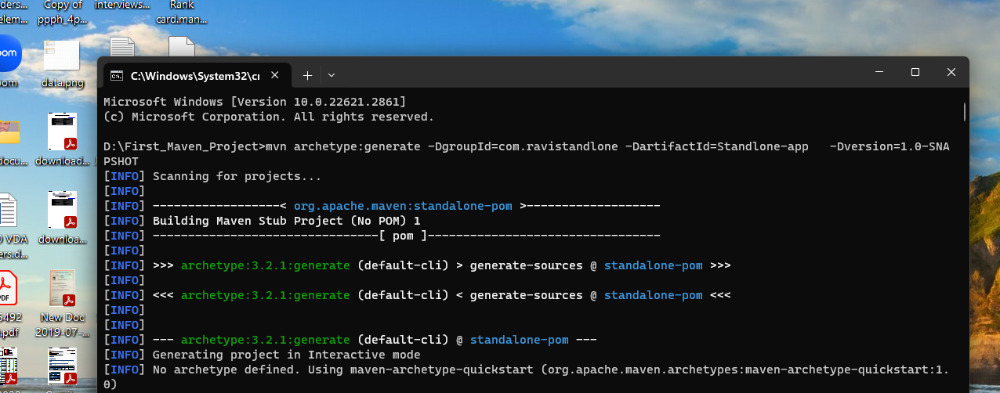 ders...
Copy of
interviews...
Rank
elem...
ppph_4p...
card.man...
oom
oom
data.png
docu...
download...
0 VDA
downloa...
ers.d...
PDF
5492
New Doc
.pdf
2019-07-...
C:\Windows\System32\cr
Microsoft Windows [Version 10.0.22621.2861]
(c) Microsoft Corporation. All rights reserved.
D:\First_Maven_Project>mvn archetype:generate -DgroupId=com.ravistandlone -DartifactId=Standlone-app   -Dversion=1.0-SNA
PSHOT
[INFO] Scanning for projects...
[INFO]
[INFO] ------------------< org.apache.maven:standalone-pom >-------------------
[INFO] Building Maven Stub Project (No POM) 1
[INFO] --------------------------------[ pom ]---------------------------------
[INFO]
[INFO] >>> archetype:3.2.1:generate (default-cli) > generate-sources @ standalone-pom >>>
[INFO]
[INFO] <<< archetype:3.2.1:generate (default-cli) < generate-sources @ standalone-pom <<<
[INFO]
[INFO]
[INFO] --- archetype:3.2.1:generate (default-cli) @ standalone-pom ---
[INFO] Generating project in Interactive mode
[INFO] No archetype defined. Using maven-archetype-quickstart (org.apache.maven.archetypes:maven-archetype-quickstart:1.
0)